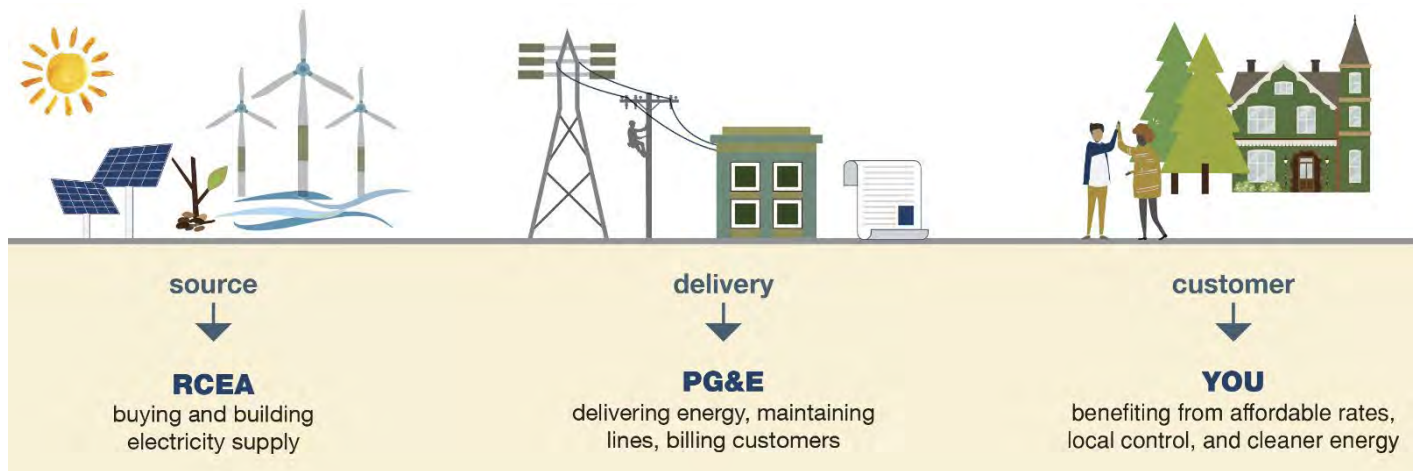 source
RCEA
buying and building
electricity supply
delivery
PG&E
delivering energy, maintaining
lines, billing customers
customer
YOU
benefiting from affordable rates,
local control, and cleaner energy